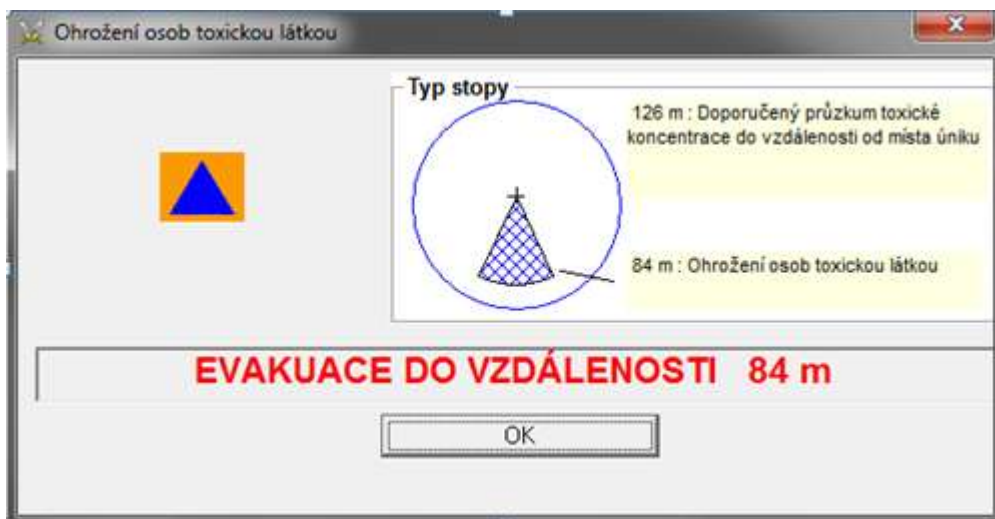 Ohrožení osob toxickou látkou
Typ stopy
126 m : Doporučený průzkum toxické
koncentrace do vzdálenosti od místa úniku
84 m : Ohrožení osob toxickou látkou
EVAKUACE DO VZDÁLENOSTI 84 m
OK